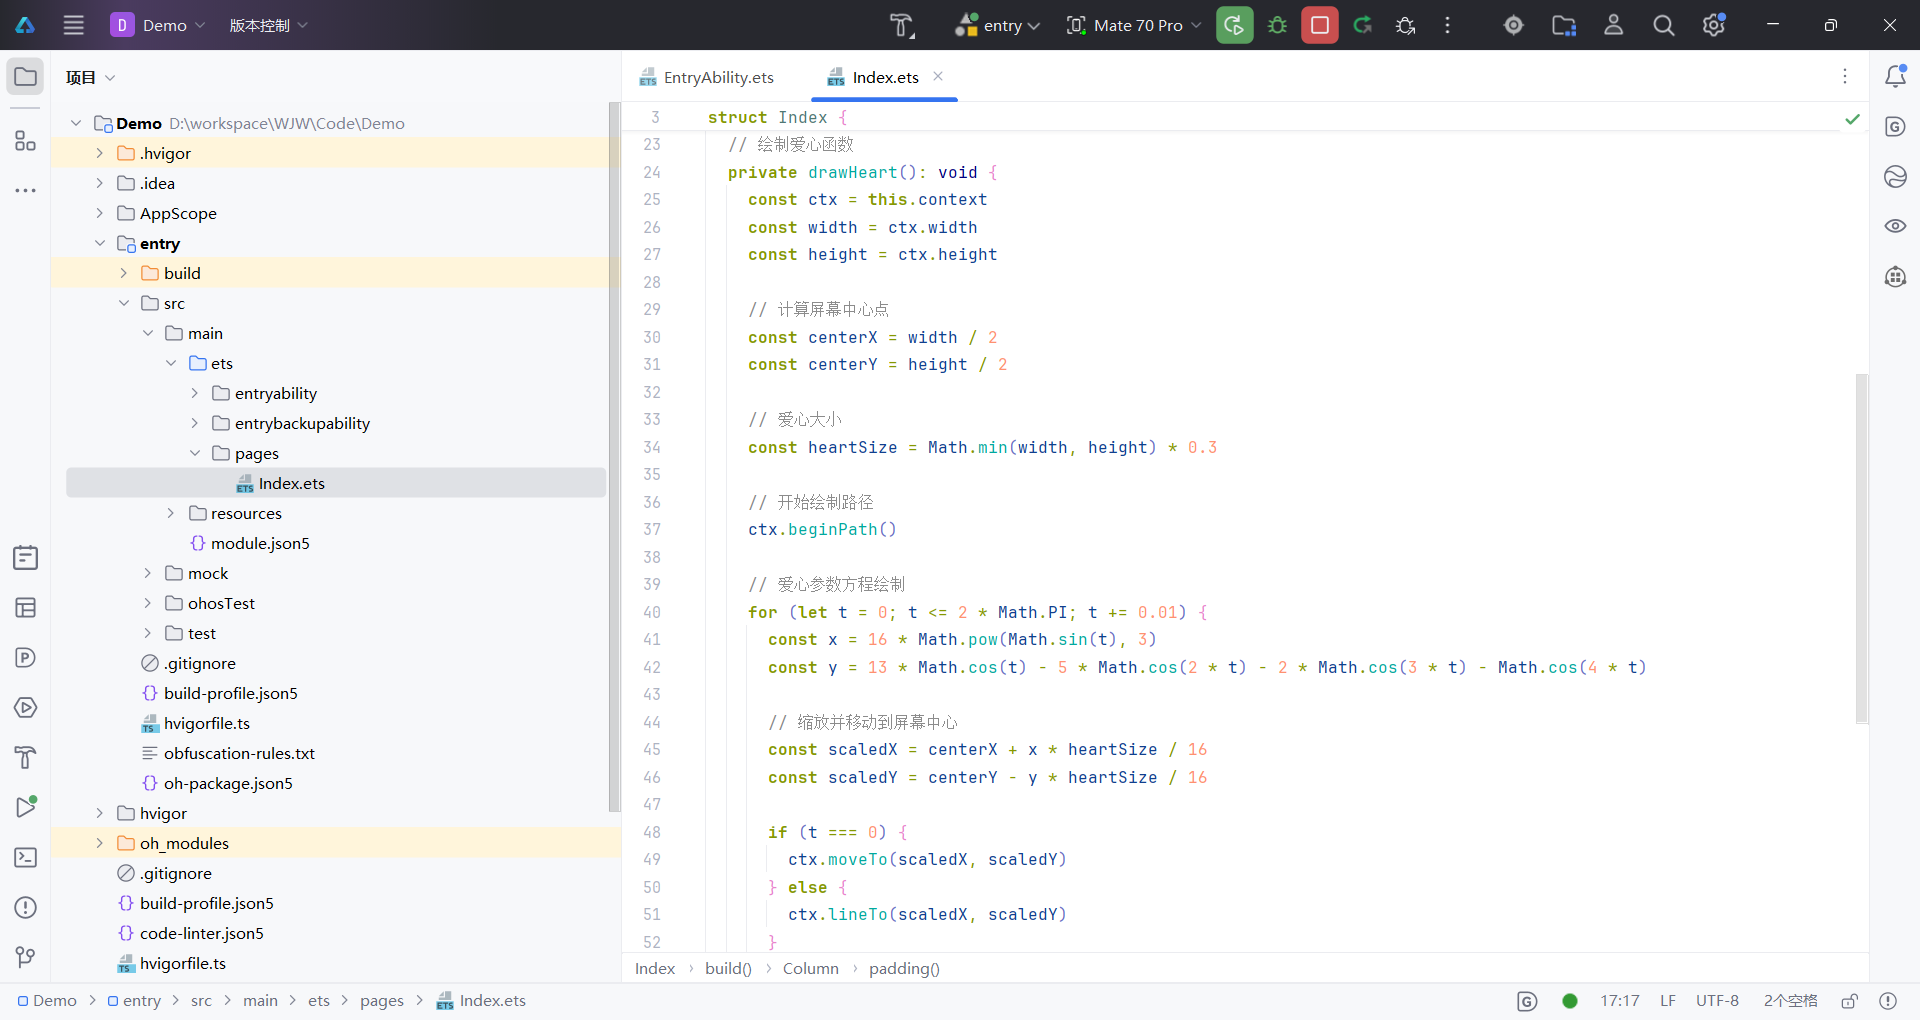 D Demo 版本控制 entry Mate 70 Pro
项目
EntryAbility.ets Index.ets
Demo D:\workspace\WJW\Code\Demo
.hvigor
.idea
AppScope
entry
build
src
main
ets
entryability
entrybackupability
pages
Index.ets
resources
module.json5
mock
ohosTest
test
.gitignore
build-profile.json5
hvigorfile.ts
obfuscation-rules.txt
oh-package.json5
hvigor
oh_modules
.gitignore
build-profile.json5
code-linter.json5
hvigorfile.ts
3 struct Index {
23 // 绘制爱心函数
24 private drawHeart(): void {
25 const ctx = this.context
26 const width = ctx.width
27 const height = ctx.height
28
29 // 计算屏幕中心点
30 const centerX = width / 2
31 const centerY = height / 2
32
33 // 爱心大小
34 const heartSize = Math.min(width, height) * 0.3
35
36 // 开始绘制路径
37 ctx.beginPath()
38
39 // 爱心参数方程绘制
40 for (let t = 0; t <= 2 * Math.PI; t += 0.01) {
41 const x = 16 * Math.pow(Math.sin(t), 3)
42 const y = 13 * Math.cos(t) - 5 * Math.cos(2 * t) - 2 * Math.cos(3 * t) - Math.cos(4 * t)
43
44 // 缩放并移动到屏幕中心
45 const scaledX = centerX + x * heartSize / 16
46 const scaledY = centerY - y * heartSize / 16
47
48 if (t === 0) {
49 ctx.moveTo(scaledX, scaledY)
50 } else {
51 ctx.lineTo(scaledX, scaledY)
52 }
Index › build() › Column › padding()
Demo > entry > src > main > ets > pages > Index.ets
17:17 LF UTF-8 2个空格